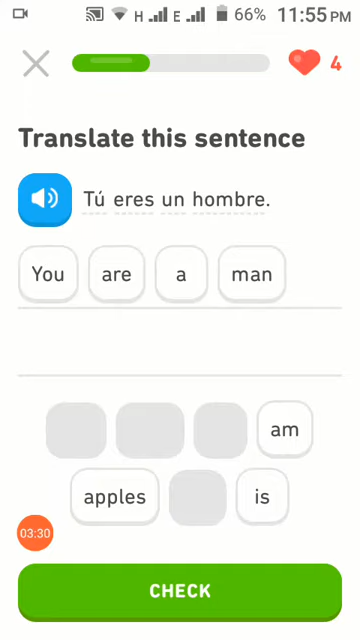 H E 66% 11:55 PM
4
Translate this sentence
Tú eres un hombre.
You are a man
am
apples is
03:30
CHECK